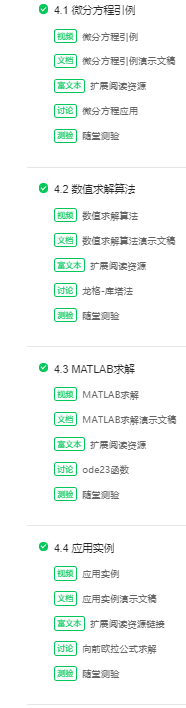 4.1 微分方程引例
视频 微分方程引例
文档 微分方程引例演示文稿
富文本 扩展阅读资源
讨论 微分方程应用
测验 随堂测验
4.2 数值求解算法
视频 数值求解算法
文档 数值求解算法演示文稿
富文本 扩展阅读资源
讨论 龙格-库塔法
测验 随堂测验
4.3 MATLAB求解
视频 MATLAB求解
文档 MATLAB求解演示文稿
富文本 扩展阅读资源
讨论 ode23函数
测验 随堂测验
4.4 应用实例
视频 应用实例
文档 应用实例演示文稿
富文本 扩展阅读资源链接
讨论 向前欧拉公式求解
测验 随堂测验